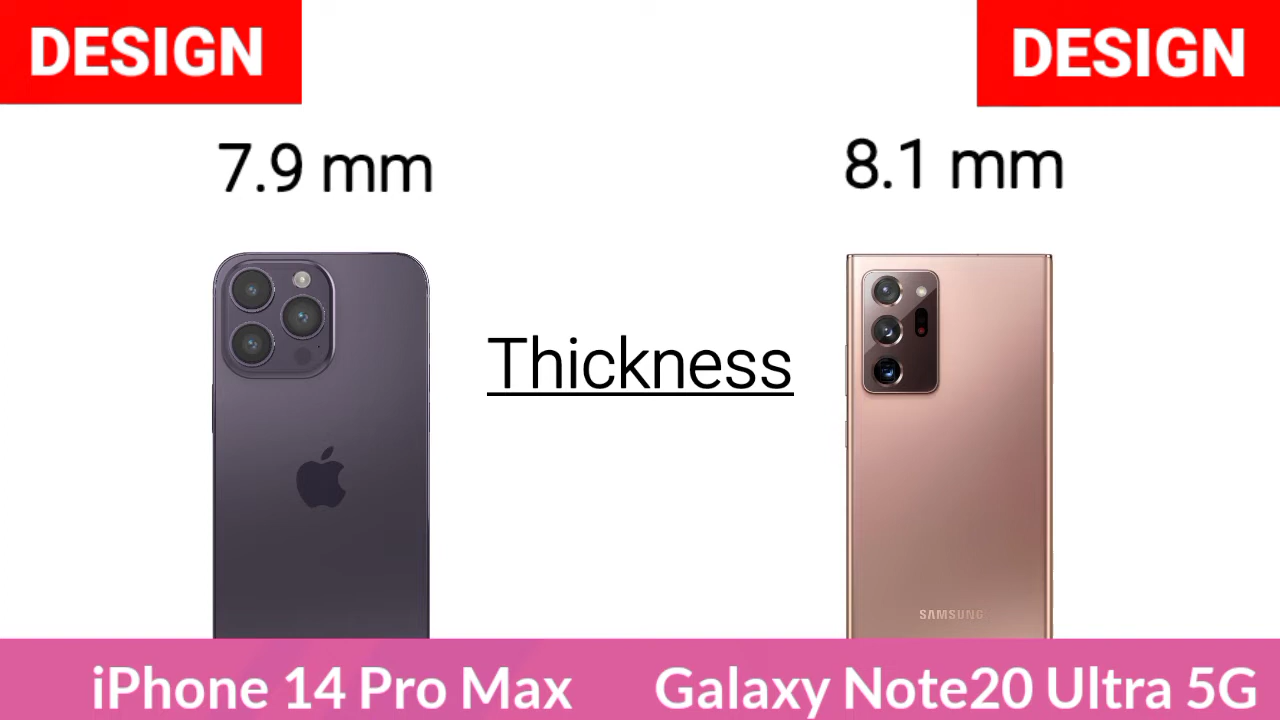 DESIGN
DESIGN
7.9 mm
8.1 mm
Thickness
SAMSUNG
iPhone 14 Pro Max
Galaxy Note20 Ultra 5G